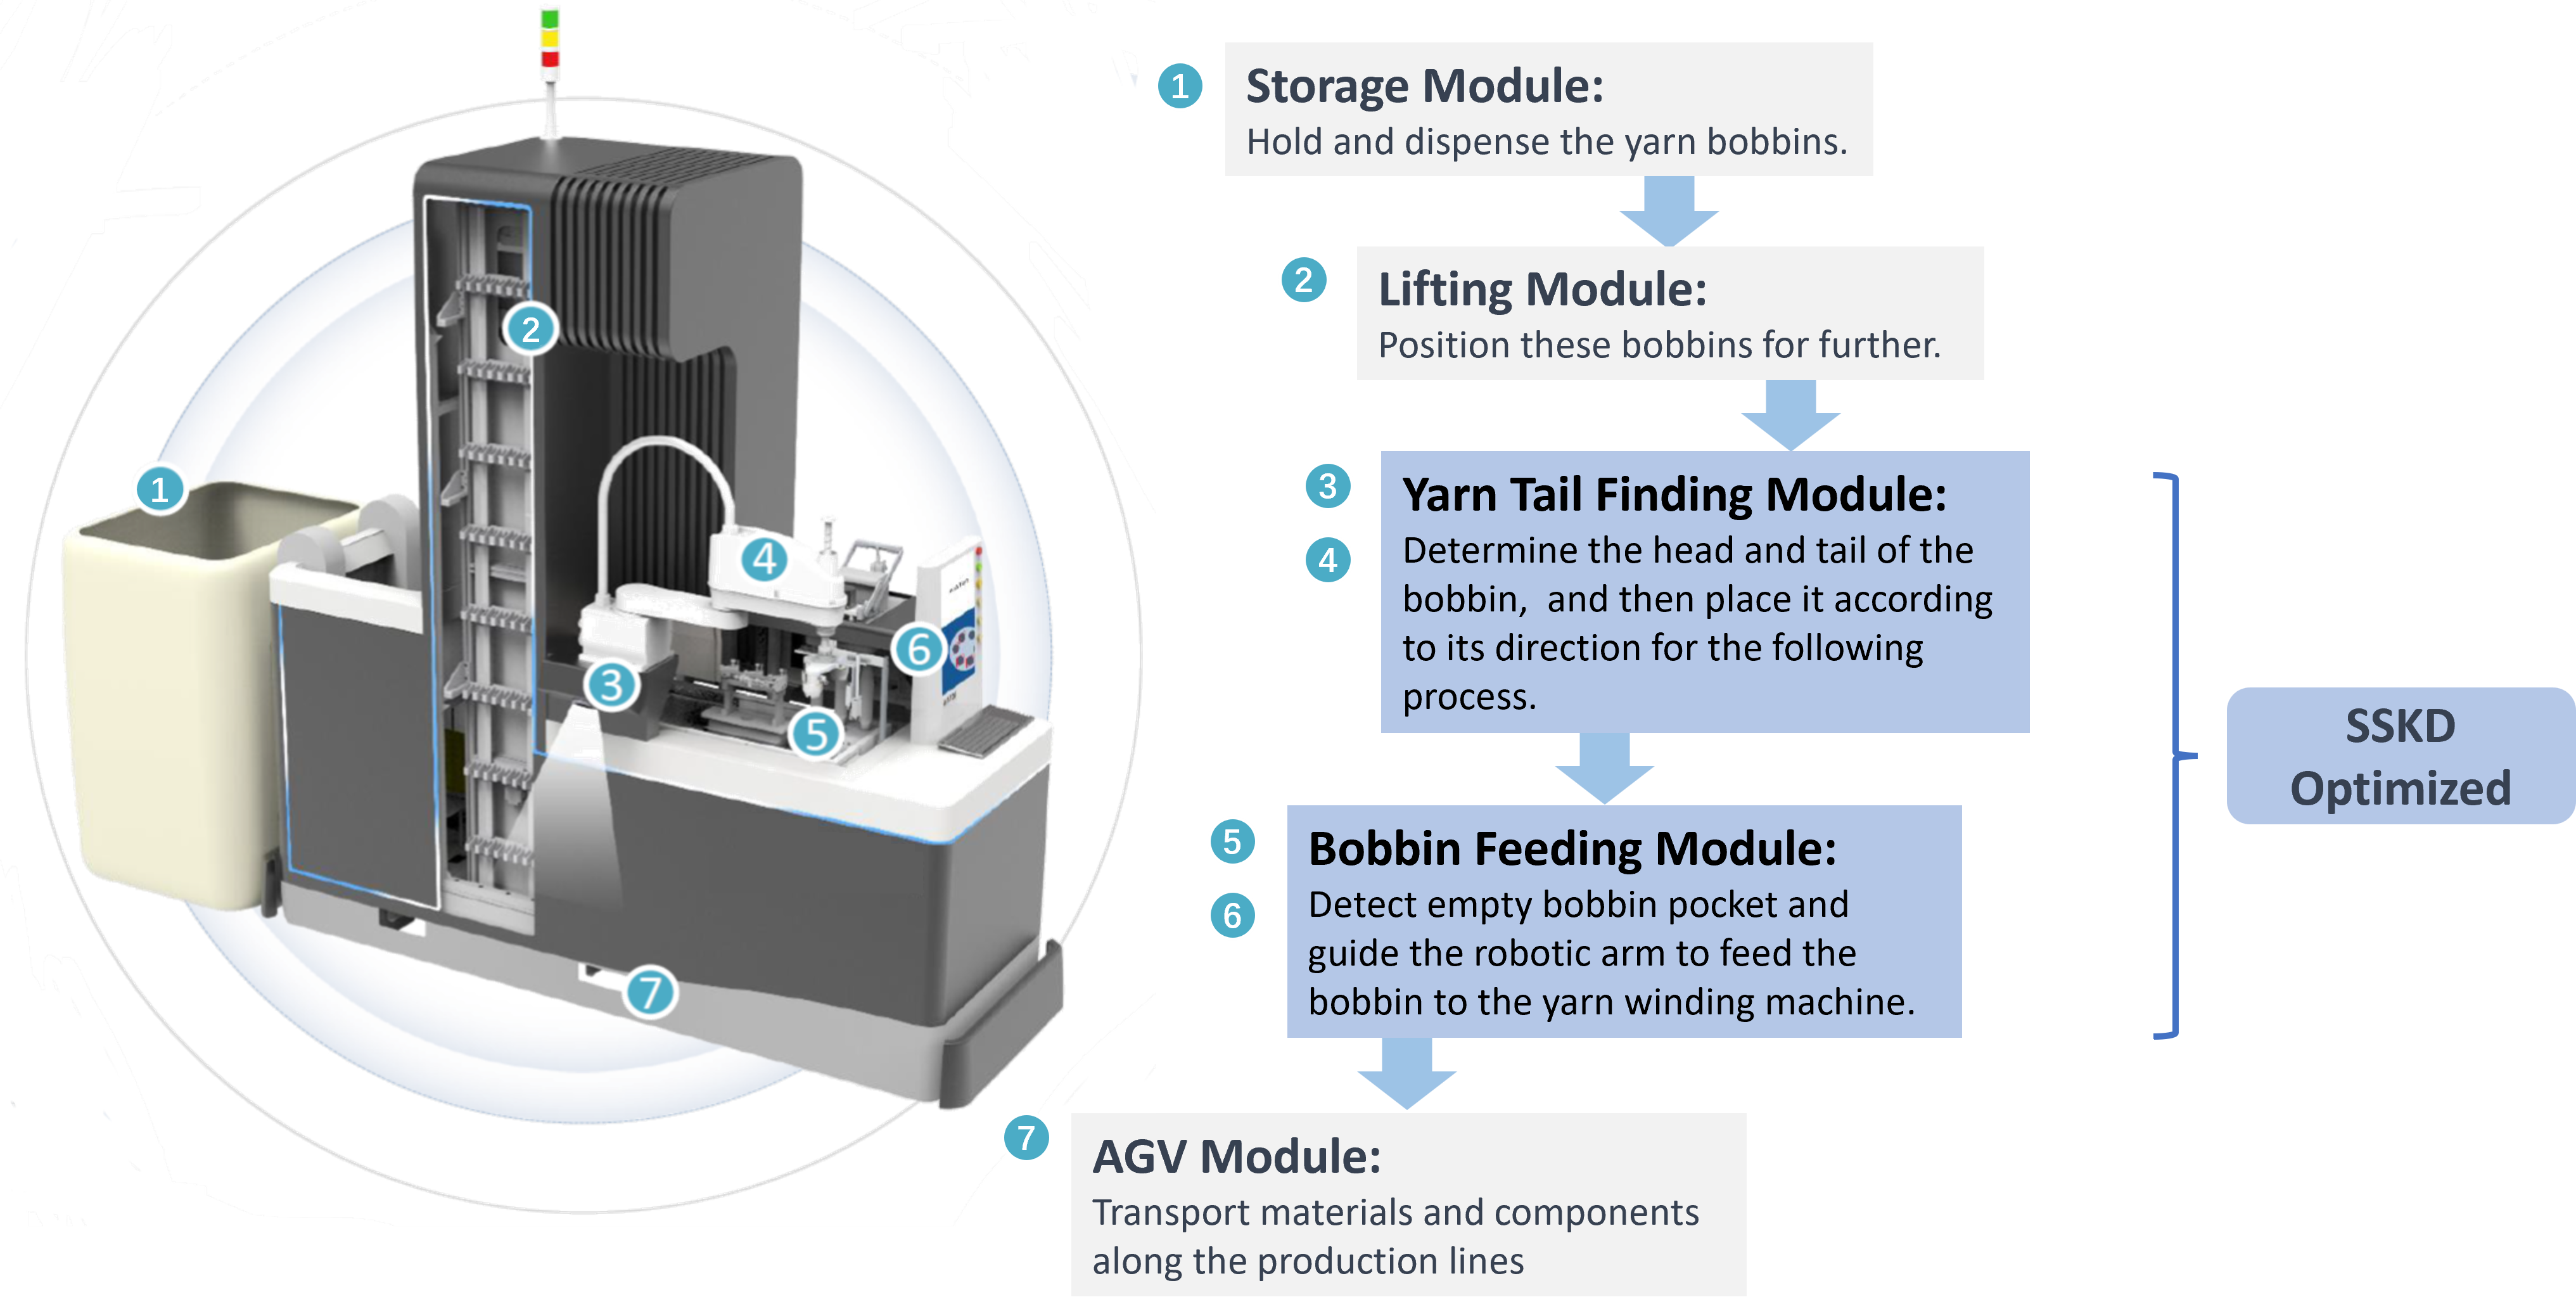 1
Storage Module:
Hold and dispense the yarn bobbins.
2
Lifting Module:
Position these bobbins for further.
3
4
Yarn Tail Finding Module:
Determine the head and tail of the
bobbin, and then place it according
to its direction for the following
process.
5
6
Bobbin Feeding Module:
Detect empty bobbin pocket and
guide the robotic arm to feed the
bobbin to the yarn winding machine.
7
AGV Module:
Transport materials and components
along the production lines
SSKD
Optimized
1
2
3
4
5
6
7